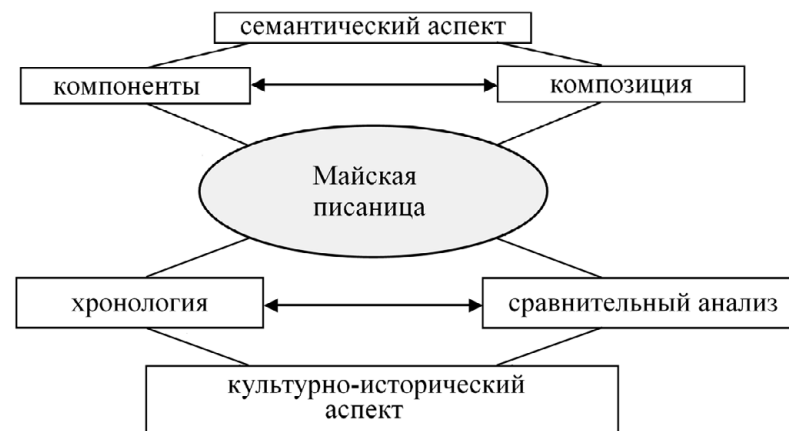 семантический аспект
компоненты
композиция
Майская
писаница
хронология
сравнительный анализ
культурно-исторический
аспект